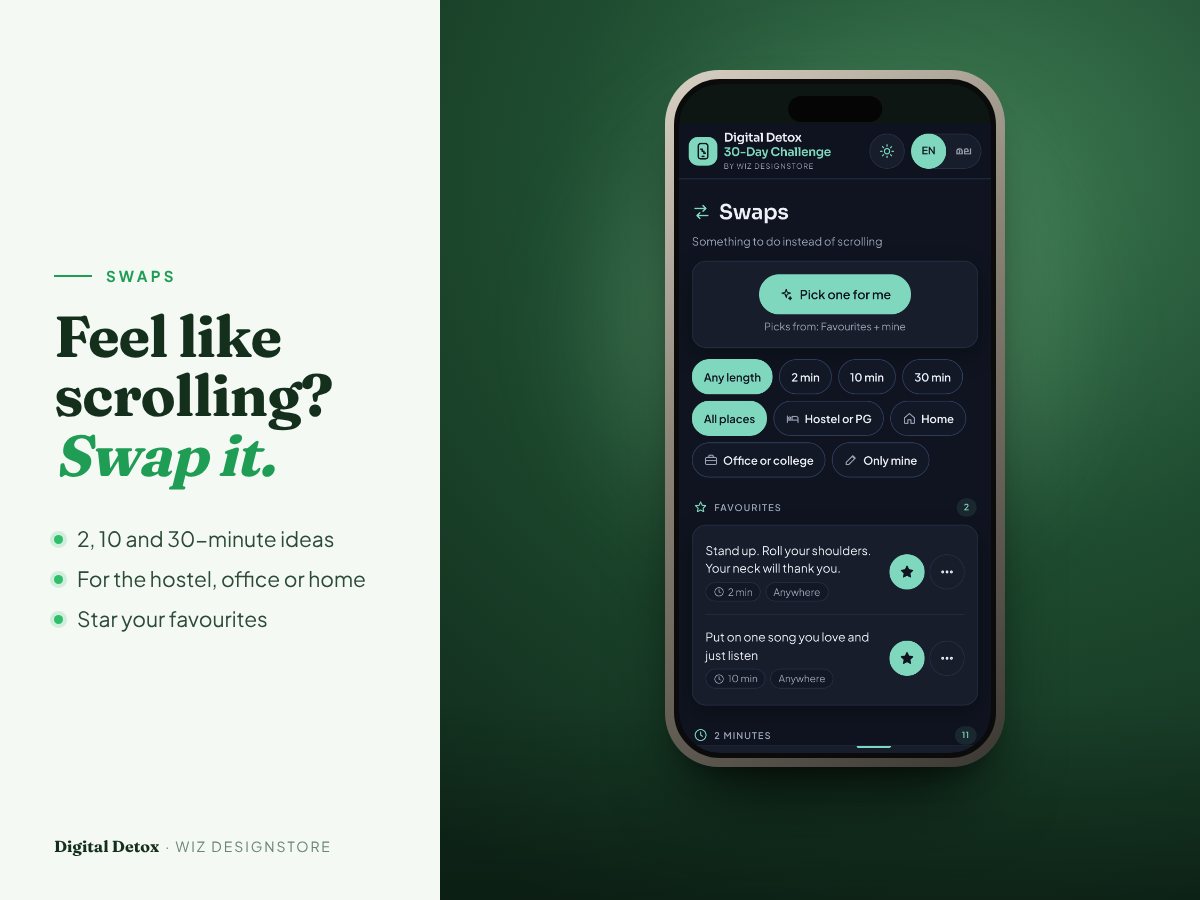 SWAPS
Feel like
scrolling?
Swap it.
2, 10 and 30-minute ideas
For the hostel, office or home
Star your favourites
Digital Detox · WIZ DESIGNSTORE
Digital Detox
30-Day Challenge
BY WIZ DESIGNSTORE
EN
മല
Swaps
Something to do instead of scrolling
Pick one for me
Picks from: Favourites + mine
Any length 2 min 10 min 30 min
All places Hostel or PG Home
Office or college Only mine
FAVOURITES 2
Stand up. Roll your shoulders.
Your neck will thank you.
2 min Anywhere
Put on one song you love and
just listen
10 min Anywhere
2 MINUTES 11